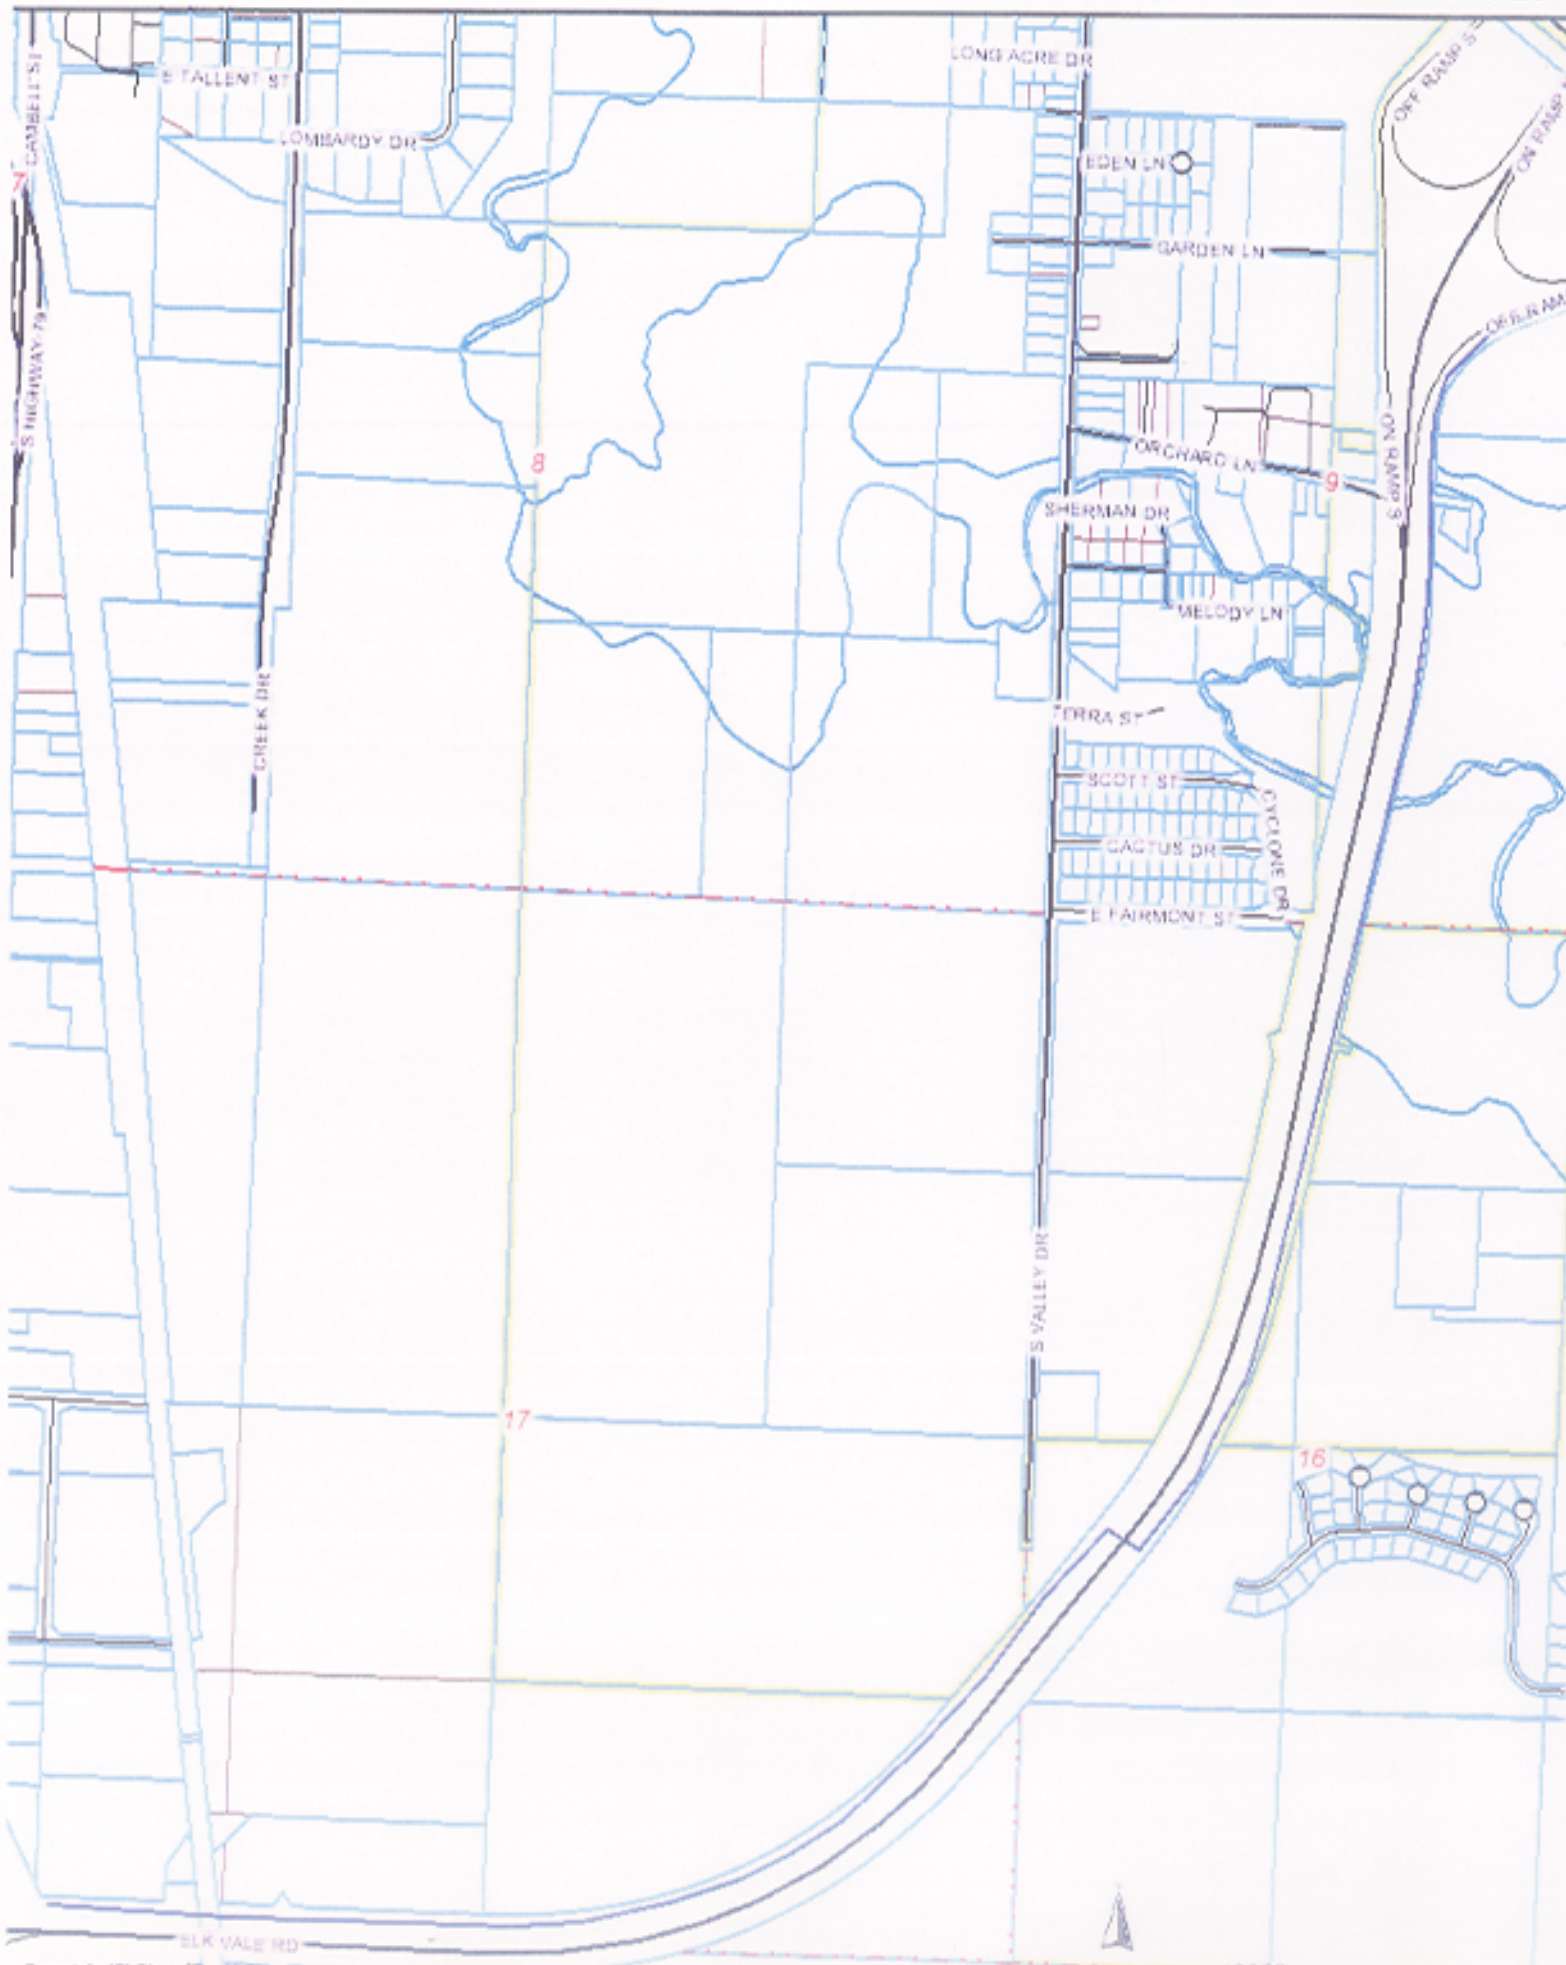 LONG ACRE DR
OFF RAMP S
E TALLENT ST
CAMBELL ST
LOMBARDY DR
EDEN LN
ON RAMP
7
GARDEN LN
OFF RAM
S HIGHWAY 79
ON RAMP S
ORCHARD LN
8
9
SHERMAN DR
MELODY LN
CREEK DR
TERRA ST
SCOTT ST
CYCLONE DR
CACTUS DR
E FAIRMONT ST
S VALLEY DR
17
16
ELK VALE RD